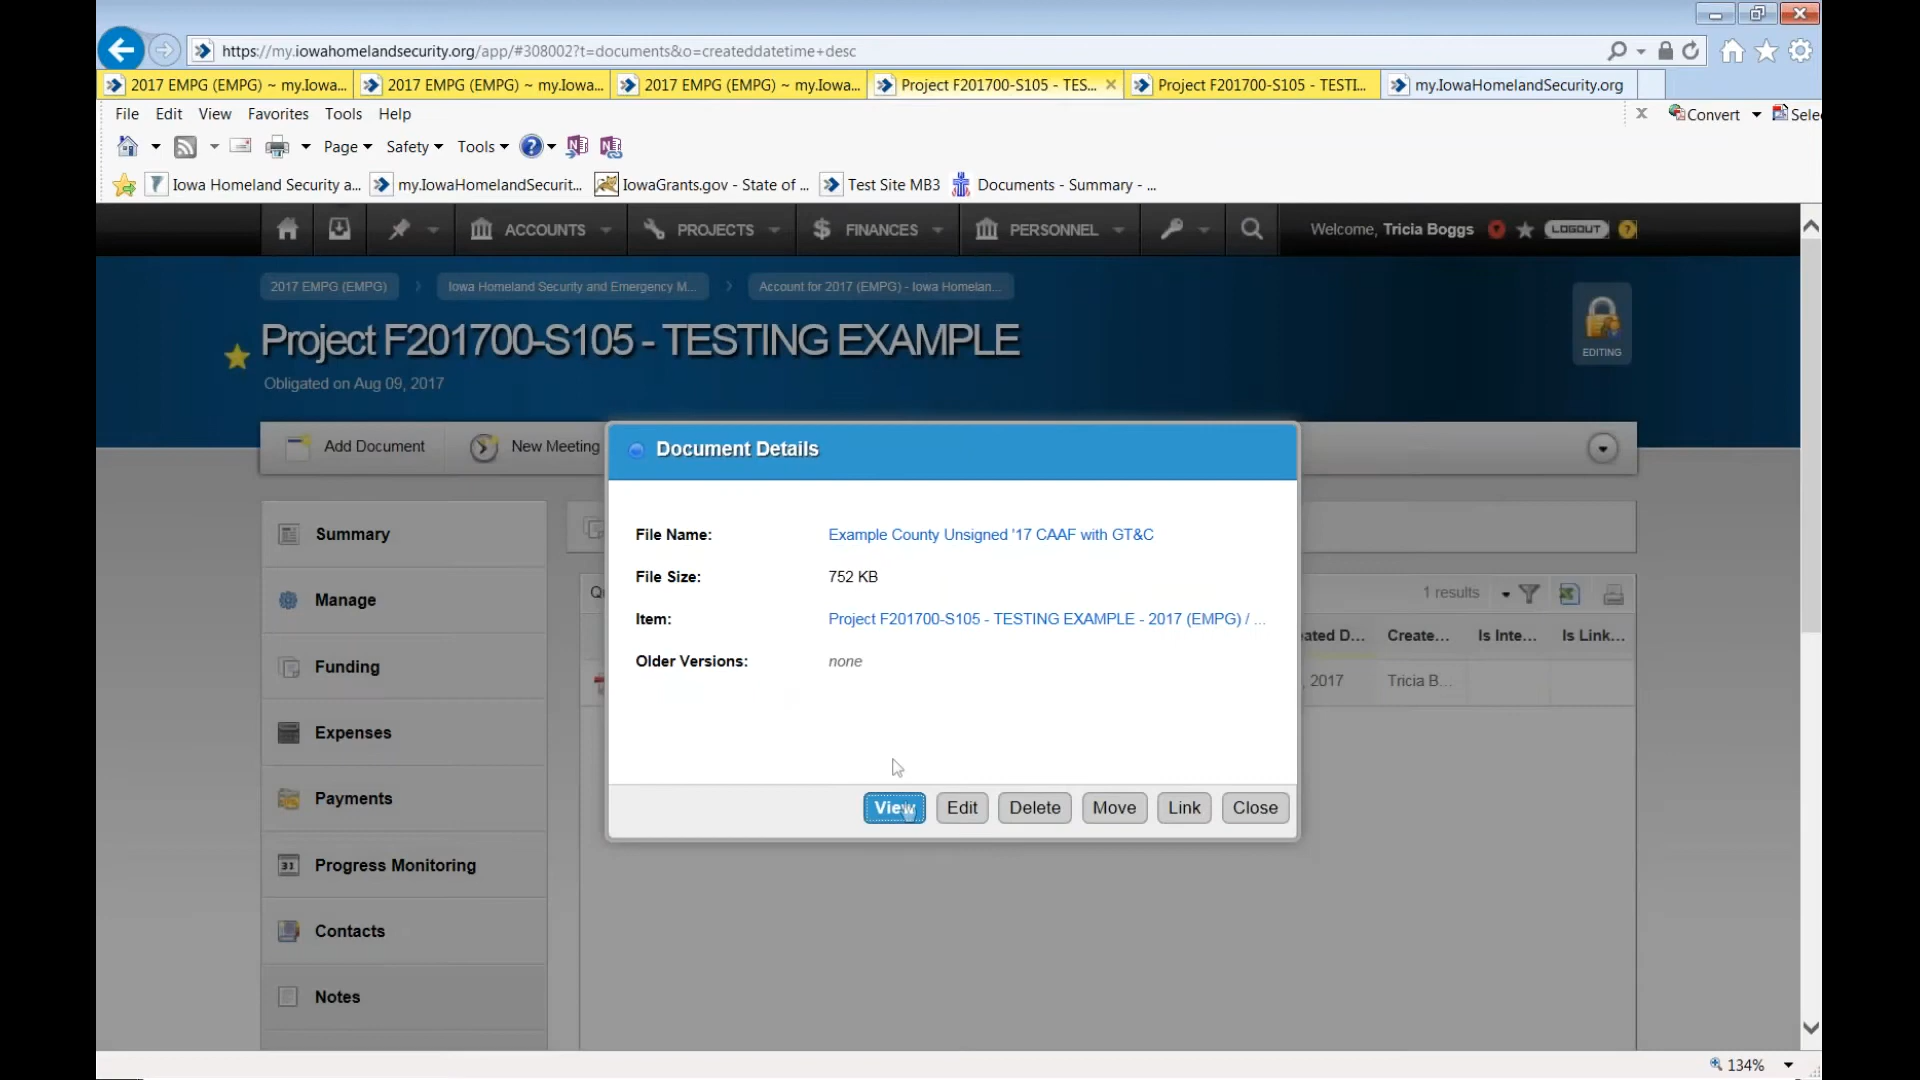 https://my.iowahomelandsecurity.org/app/#308002?t=documents&o=createddatetime+desc
2017 EMPG (EMPG) ~ my.Iowa...
2017 EMPG (EMPG) ~ my.Iowa...
2017 EMPG (EMPG) ~ my.Iowa...
Project F201700-S105 - TES...
Project F201700-S105 - TESTI...
my.IowaHomelandSecurity.org
File Edit View Favorites Tools Help
Convert
Page Safety Tools
Iowa Homeland Security a...
my.IowaHomelandSecurit...
IowaGrants.gov - State of ...
Test Site MB3
Documents - Summary - ...
ACCOUNTS PROJECTS FINANCES PERSONNEL
Welcome, Tricia Boggs LOGOUT ?
2017 EMPG (EMPG) Iowa Homeland Security and Emergency M... Account for 2017 (EMPG) - Iowa Homelan...
Project F201700-S105 - TESTING EXAMPLE
EDITING
Obligated on Aug 09, 2017
Add Document New Meeting
Document Details
File Name: Example County Unsigned '17 CAAF with GT&C
File Size: 752 KB
Item: Project F201700-S105 - TESTING EXAMPLE - 2017 (EMPG) / ...
Older Versions: none
View Edit Delete Move Link Close
1 results
Create... Is Inte... Is Link...
2017 Tricia B...
Summary
Manage
Funding
Expenses
Payments
31 Progress Monitoring
Contacts
Notes
134%